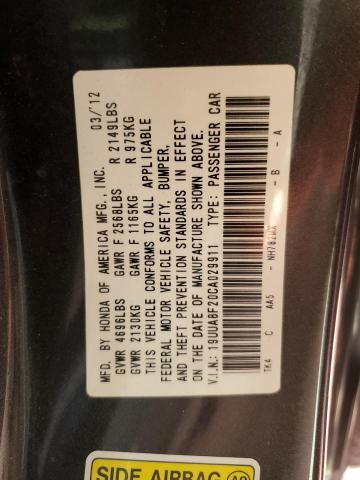 MFD. BY HONDA OF AMERICA MFG., INC. 03/'12
GVWR 4696LBS GAWR F 2568LBS R 2149LBS
GVWR 2130KG GAWR F 1165KG R 975KG
THIS VEHICLE CONFORMS TO ALL APPLICABLE
FEDERAL MOTOR VEHICLE SAFETY, BUMPER,
AND THEFT PREVENTION STANDARDS IN EFFECT
ON THE DATE OF MANUFACTURE SHOWN ABOVE.
V.I.N.: 19UUA8F20CA029911 TYPE: PASSENGER CAR
TK4 C AA5 - NH782MX - B - A
SIDE AIRBAG